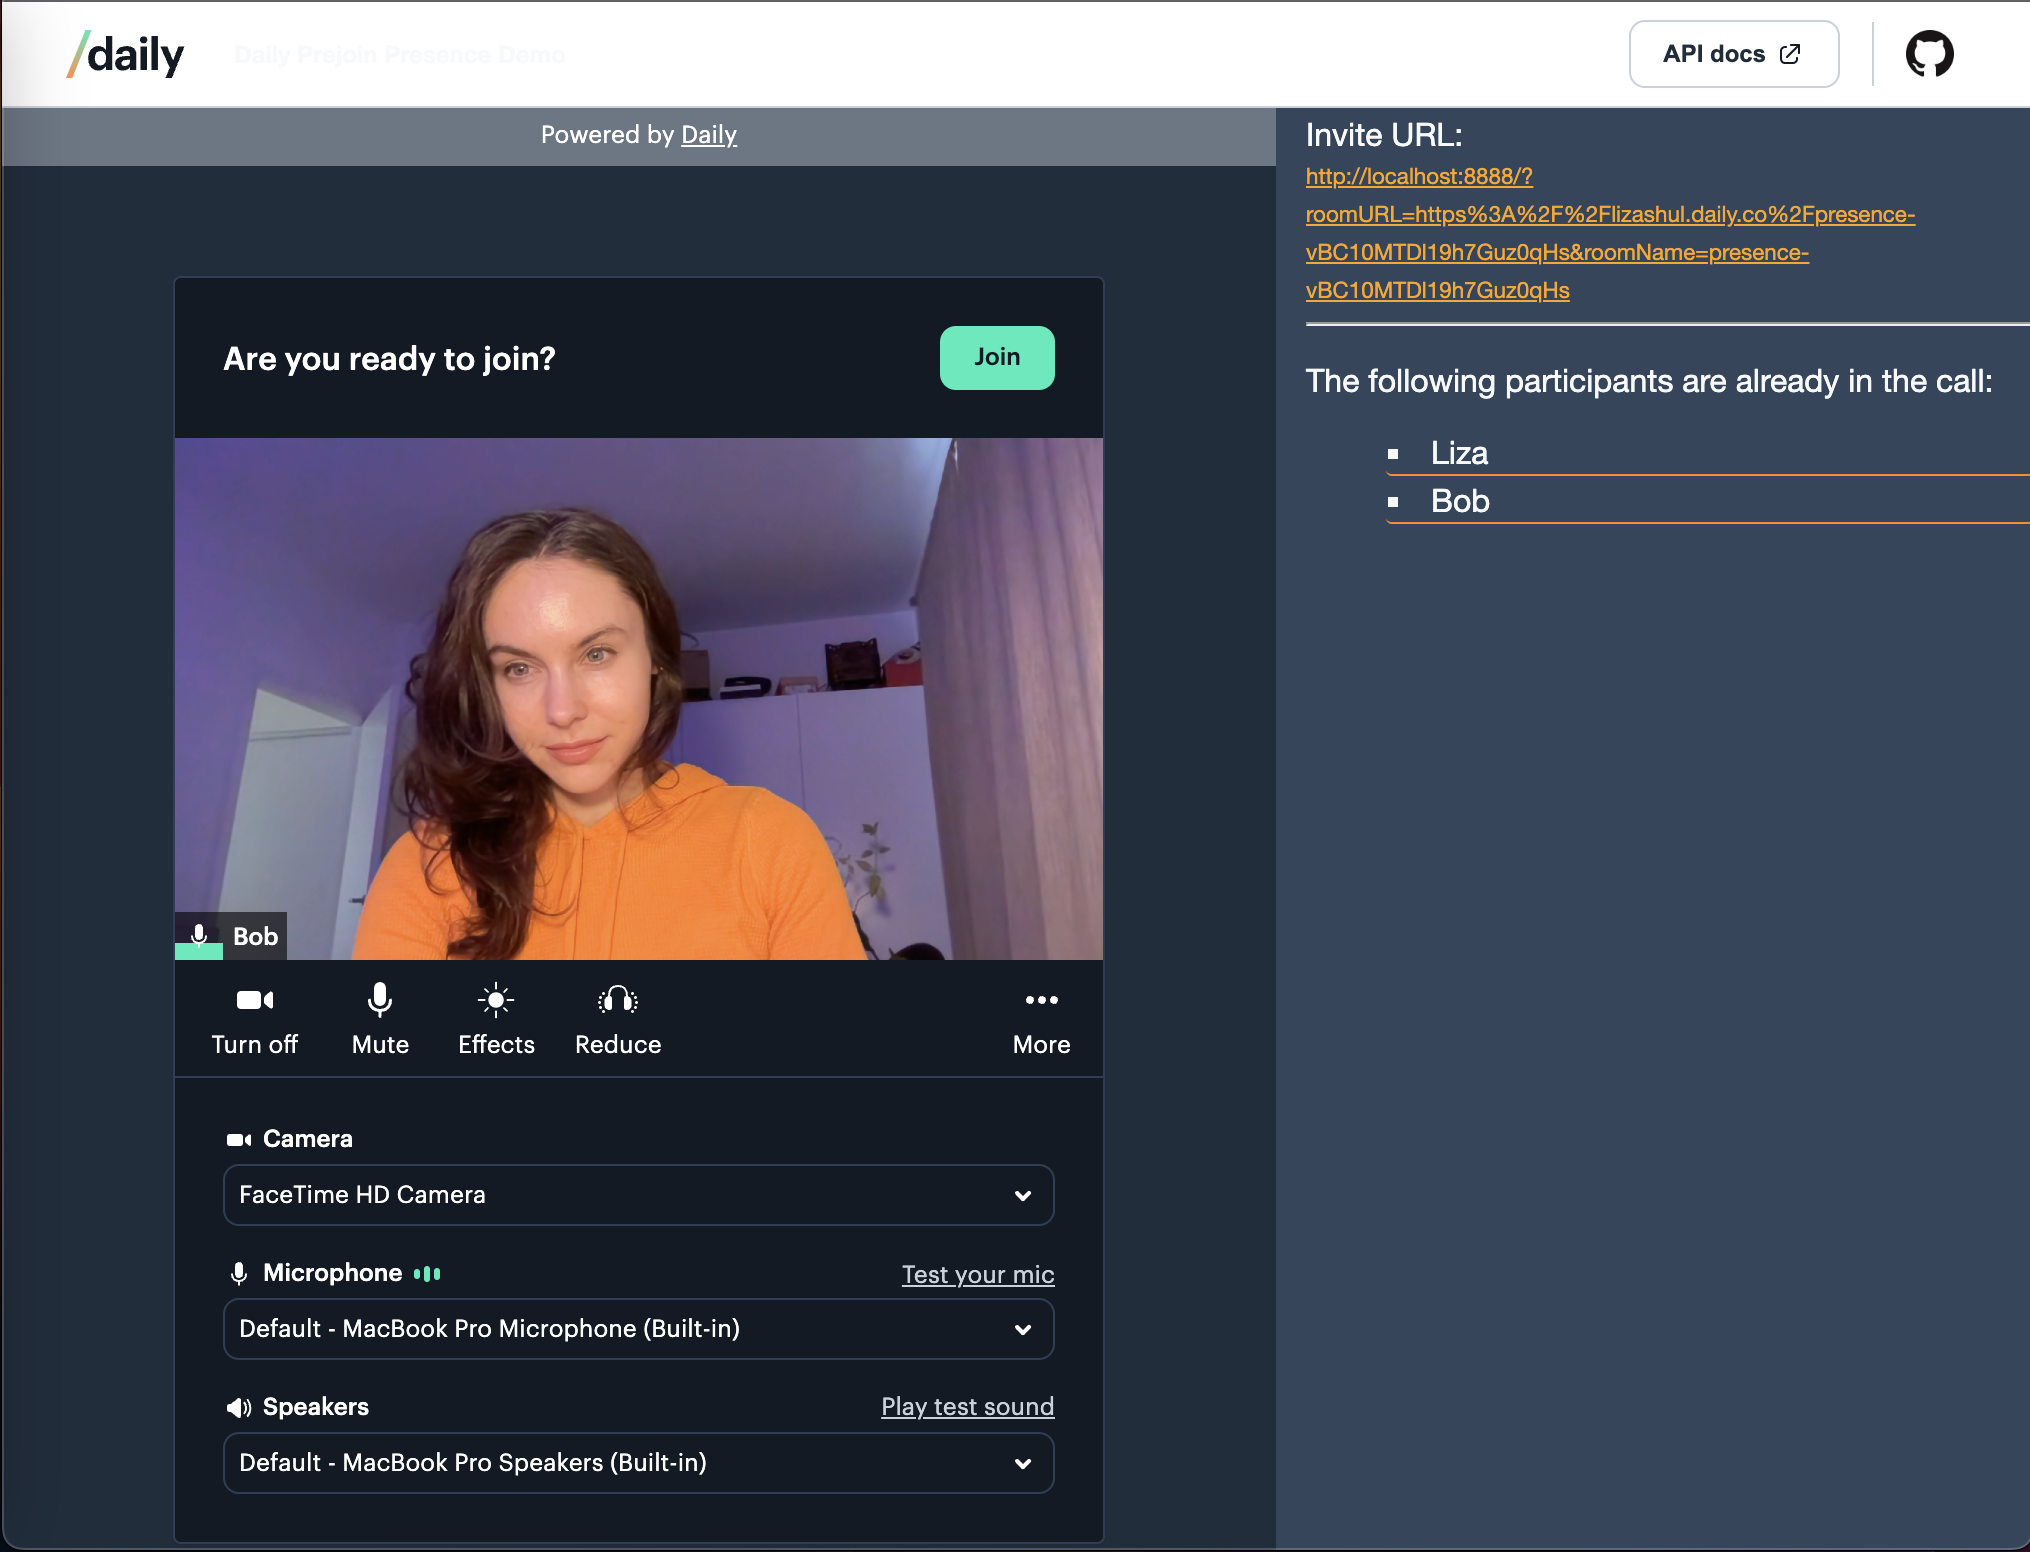 /daily
Daily Prejoin Presence Demo
API docs
Powered by Daily
Are you ready to join?
Join
Bob
Turn off
Mute
Effects
Reduce
More
Camera
FaceTime HD Camera
Microphone
Test your mic
Default - MacBook Pro Microphone (Built-in)
Speakers
Play test sound
Default - MacBook Pro Speakers (Built-in)
Invite URL:
http://localhost:8888/?
roomURL=https%3A%2F%2Flizashul.daily.co%2Fpresence-
vBC10MTDl19h7Guz0qHs&roomName=presence-
vBC10MTDl19h7Guz0qHs
The following participants are already in the call:
Liza
Bob